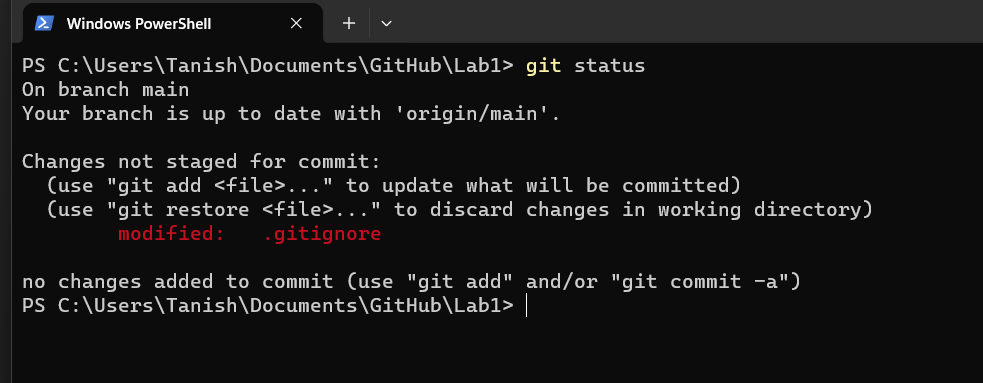 Windows PowerShell
PS C:\Users\Tanish\Documents\GitHub\Lab1> git status
On branch main
Your branch is up to date with 'origin/main'.
Changes not staged for commit:
(use "git add <file>..." to update what will be committed)
(use "git restore <file>..." to discard changes in working directory)
modified: .gitignore
no changes added to commit (use "git add" and/or "git commit -a")
PS C:\Users\Tanish\Documents\GitHub\Lab1>